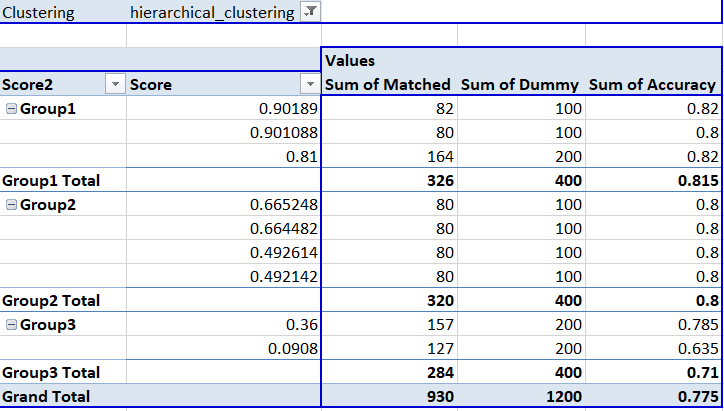 Clustering hierarchical_clustering
Values
Score2 Score Sum of Matched Sum of Dummy Sum of Accuracy
Group1 0.90189 82 100 0.82
0.901088 80 100 0.8
0.81 164 200 0.82
Group1 Total 326 400 0.815
Group2 0.665248 80 100 0.8
0.664482 80 100 0.8
0.492614 80 100 0.8
0.492142 80 100 0.8
Group2 Total 320 400 0.8
Group3 0.36 157 200 0.785
0.0908 127 200 0.635
Group3 Total 284 400 0.71
Grand Total 930 1200 0.775